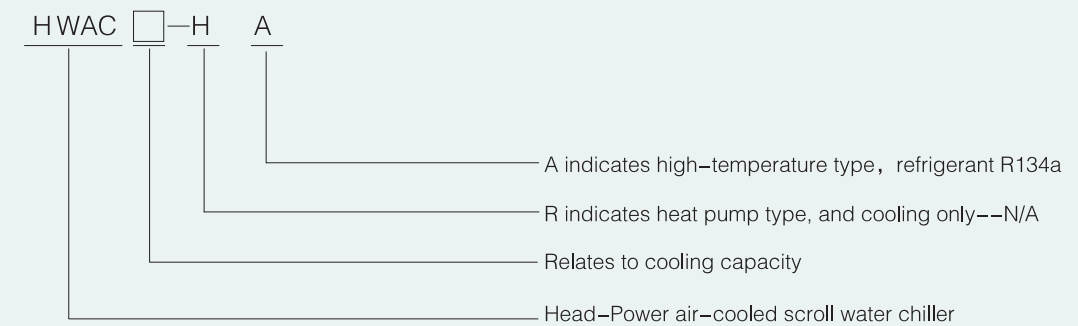 HWAC □—H A
A indicates high-temperature type, refrigerant R134a
R indicates heat pump type, and cooling only--N/A
Relates to cooling capacity
Head-Power air-cooled scroll water chiller